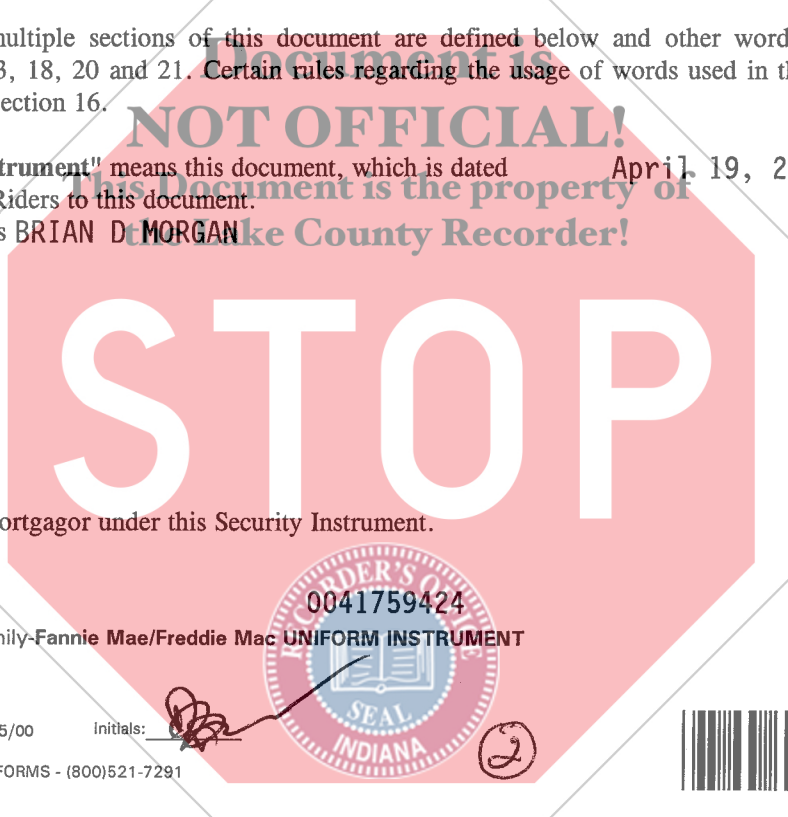 multiple sections of this document are defined below and other word
3, 18, 20 and 21. Certain rules regarding the usage of words used in th
ection 16.
Document is
NOT OFFICIAL!
This Document is the property of
the Lake County Recorder!
strument" means this document, which is dated April 19, 2
Riders to this document.
s BRIAN D MORGAN
STOP
ortgagor under this Security Instrument.
0041759424
mily-Fannie Mae/Freddie Mac UNIFORM INSTRUMENT
5/00 Initials:
FORMS - (800)521-7291
RECORDER'S OFFICE
SEAL
INDIANA
2